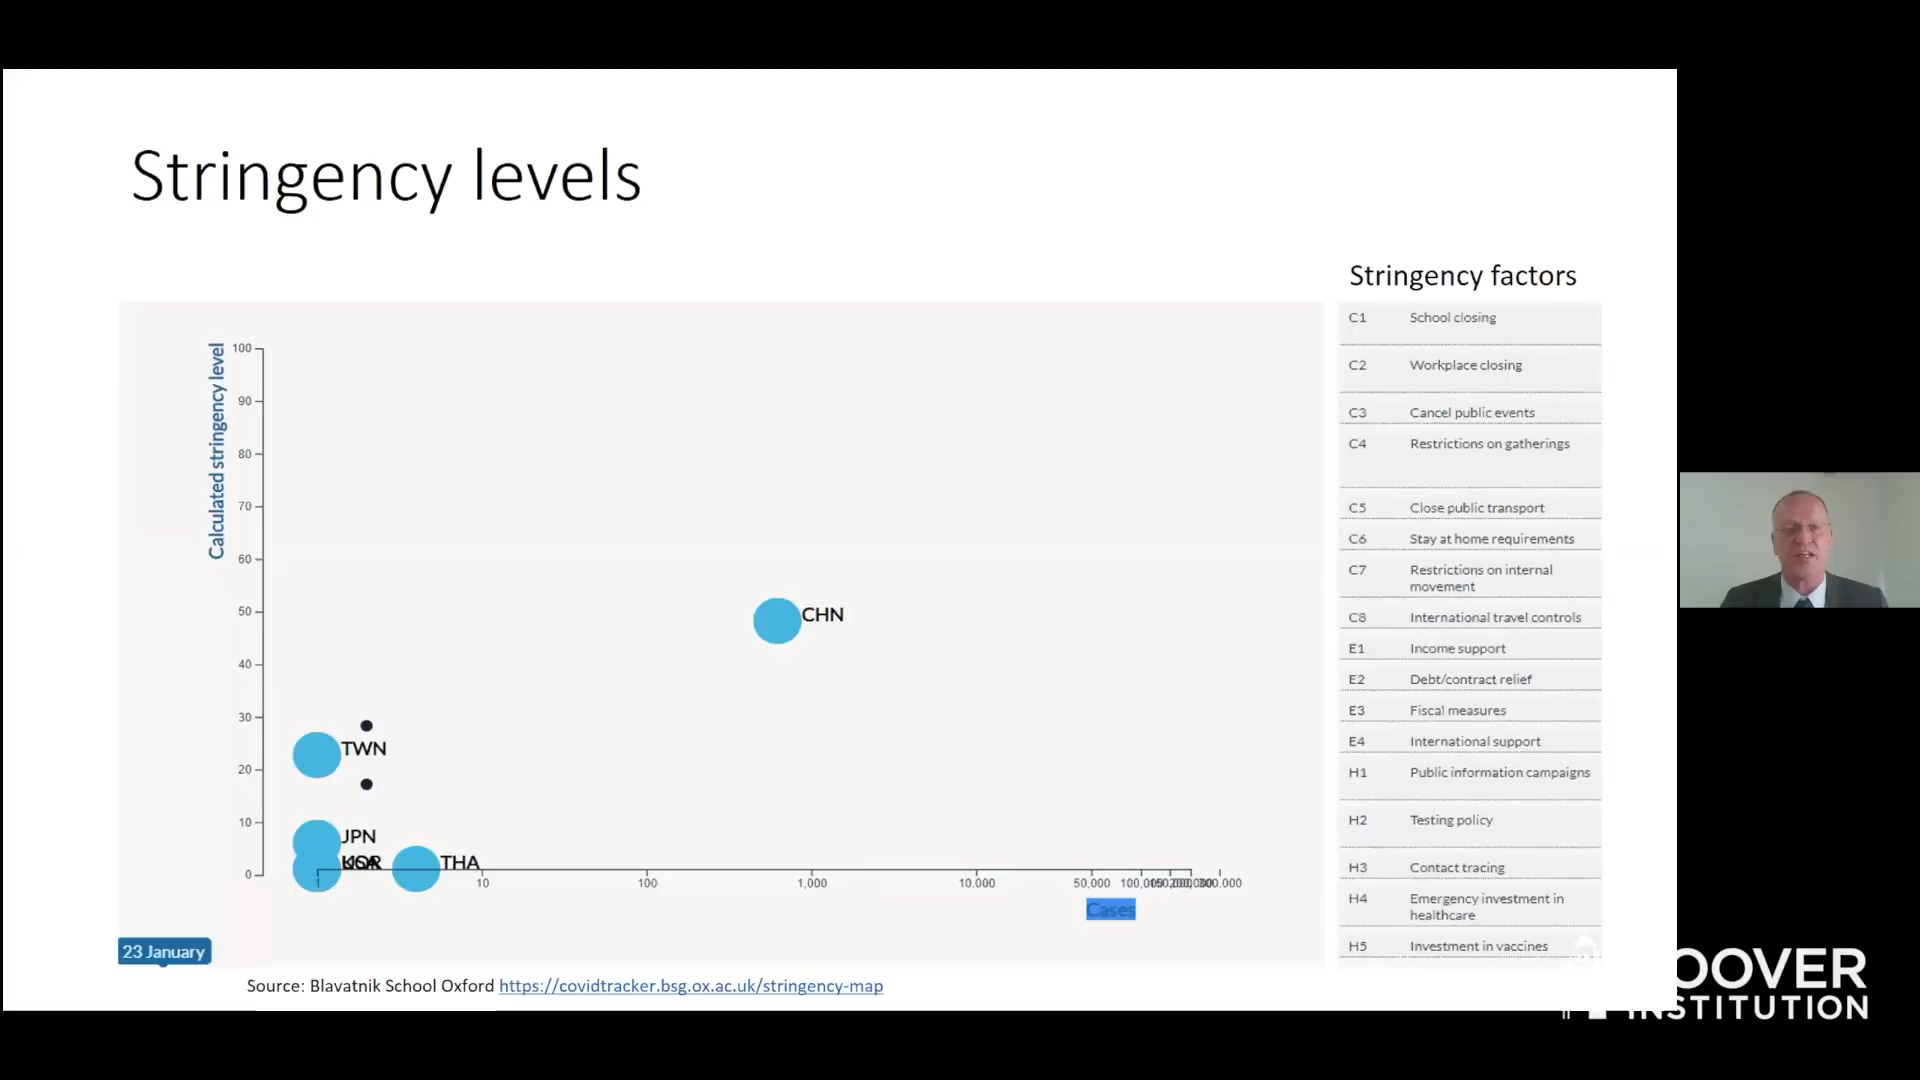 Stringency levels
Stringency factors
Calculated stringency level
100
90
80
70
60
50
40
30
20
10
0
CHN
TWN
JPN
THA
1
10
100
1,000
10.000
50,000
300.000
Cases
23 January
C1 School closing
C2 Workplace closing
C3 Cancel public events
C4 Restrictions on gatherings
C5 Close public transport
C6 Stay at home requirements
C7 Restrictions on internal
movement
C8 International travel controls
E1 Income support
E2 Debt/contract relief
E3 Fiscal measures
E4 International support
H1 Public information campaigns
H2 Testing policy
H3 Contact tracing
H4 Emergency investment in
healthcare
H5 Investment in vaccines
Source: Blavatnik School Oxford https://covidtracker.bsg.ox.ac.uk/stringency-map
OOVER
INSTITUTION